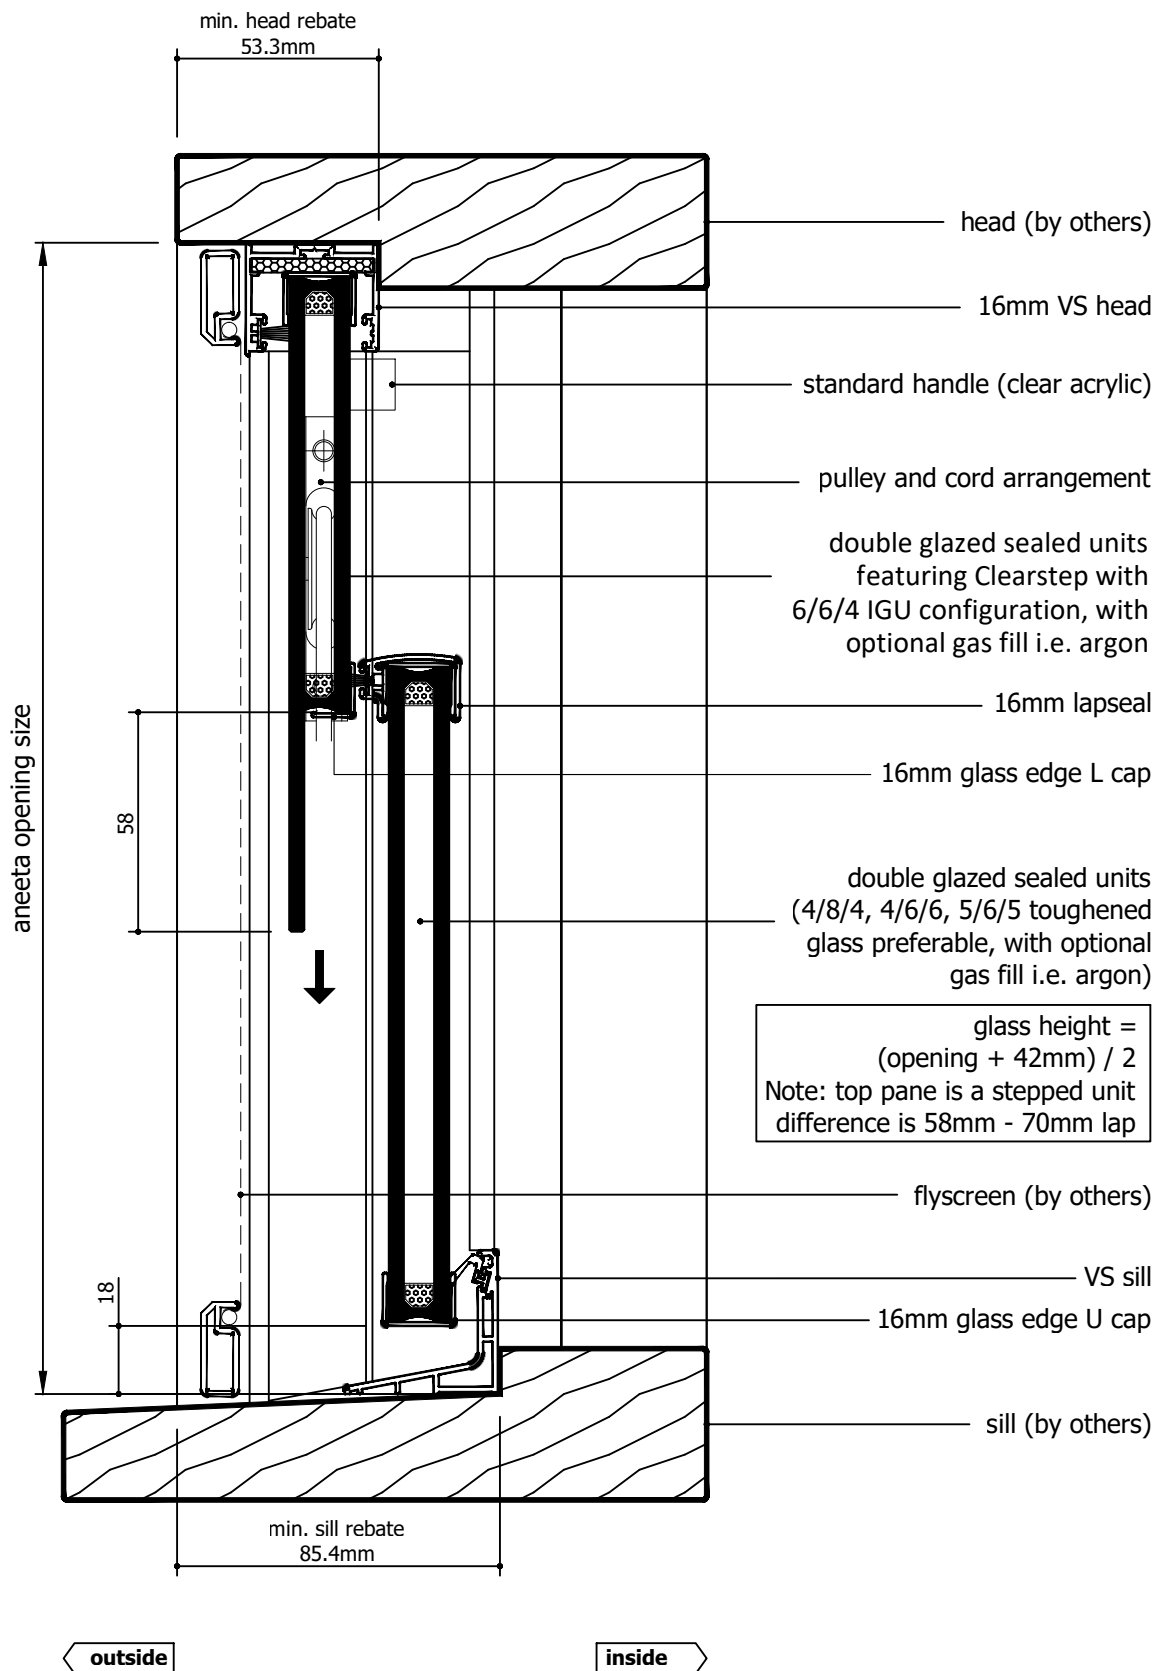 min. head rebate
53.3mm
head (by others)
16mm VS head
standard handle (clear acrylic)
pulley and cord arrangement
double glazed sealed units
featuring Clearstep with
6/6/4 IGU configuration, with
optional gas fill i.e. argon
16mm lapseal
16mm glass edge L cap
aneeta opening size
58
double glazed sealed units
(4/8/4, 4/6/6, 5/6/5 toughened
glass preferable, with optional
gas fill i.e. argon)
glass height =
(opening + 42mm) / 2
Note: top pane is a stepped unit
difference is 58mm - 70mm lap
flyscreen (by others)
VS sill
18
16mm glass edge U cap
sill (by others)
min. sill rebate
85.4mm
outside
inside